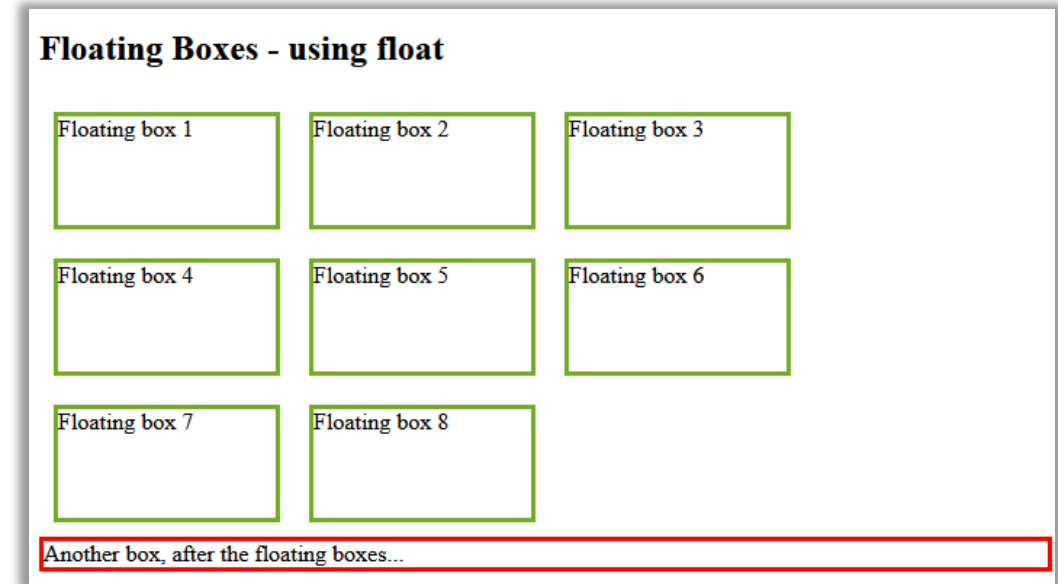 Floating Boxes - using float
Floating box 1
Floating box 2
Floating box 3
Floating box 4
Floating box 5
Floating box 6
Floating box 7
Floating box 8
Another box, after the floating boxes...